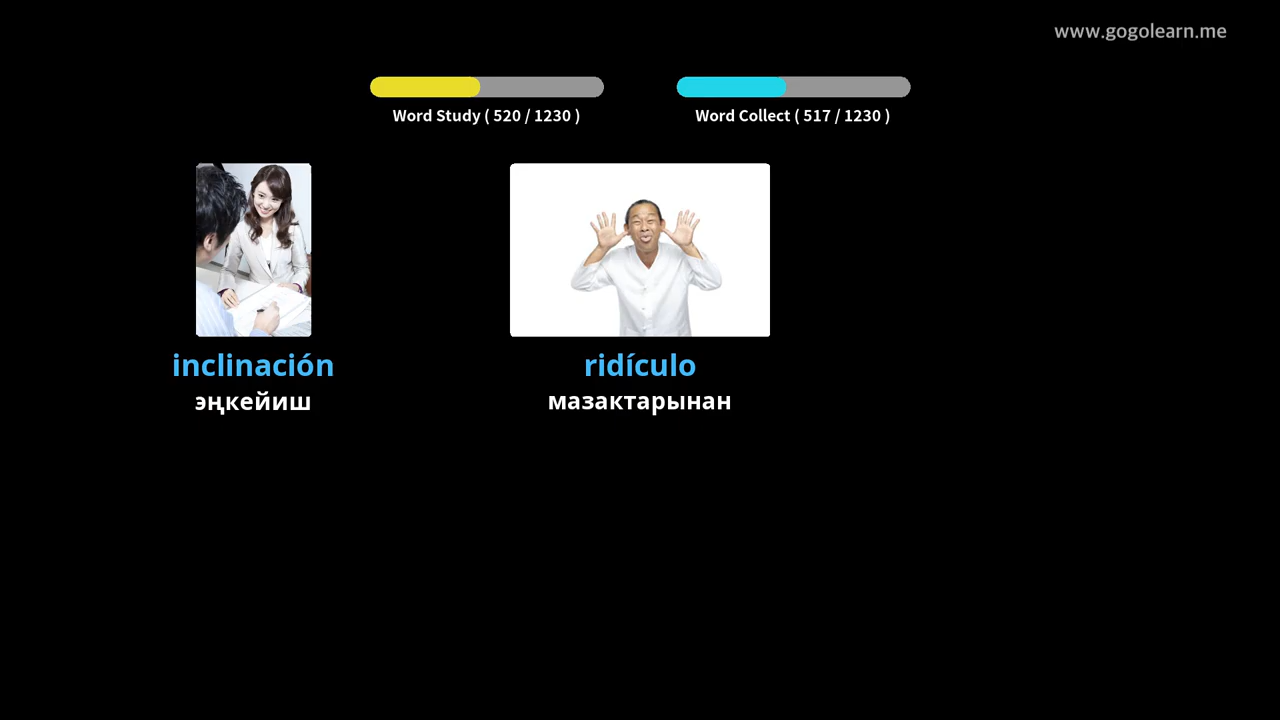 www.gogolearn.me
Word Study ( 520 / 1230 )
Word Collect ( 517 / 1230 )
inclinación
эңкейиш
ridículo
мазактарынан